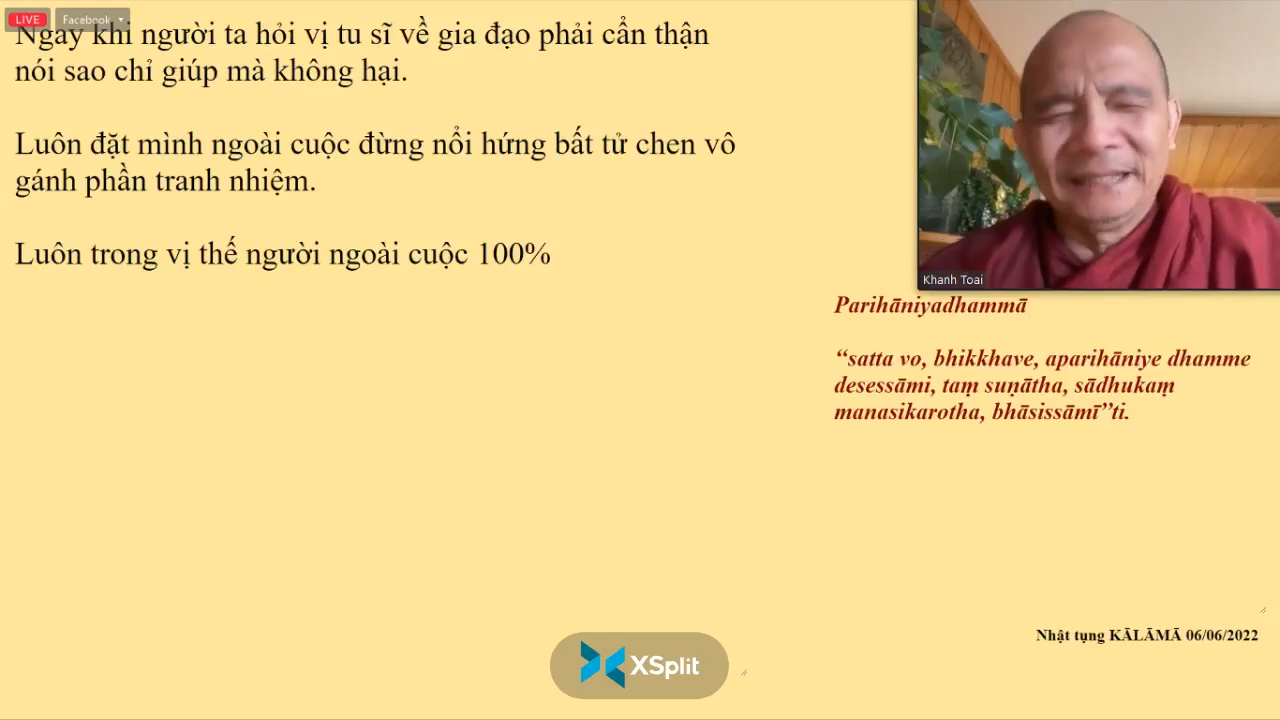 LIVE
Facebook
Ngay khi người ta hỏi vị tu sĩ về gia đạo phải cẩn thận
nói sao chỉ giúp mà không hại.
Luôn đặt mình ngoài cuộc đừng nổi hứng bất tử chen vô
gánh phần tranh nhiệm.
Luôn trong vị thế người ngoài cuộc 100%
Khanh Toai
Parihāniyadhammā
“satta vo, bhikkhave, aparihāniye dhamme
desessāmi, taṃ suṇātha, sādhukaṃ
manasikarotha, bhāsissāmī”ti.
Nhật tụng KĀLĀMĀ 06/06/2022
XSplit